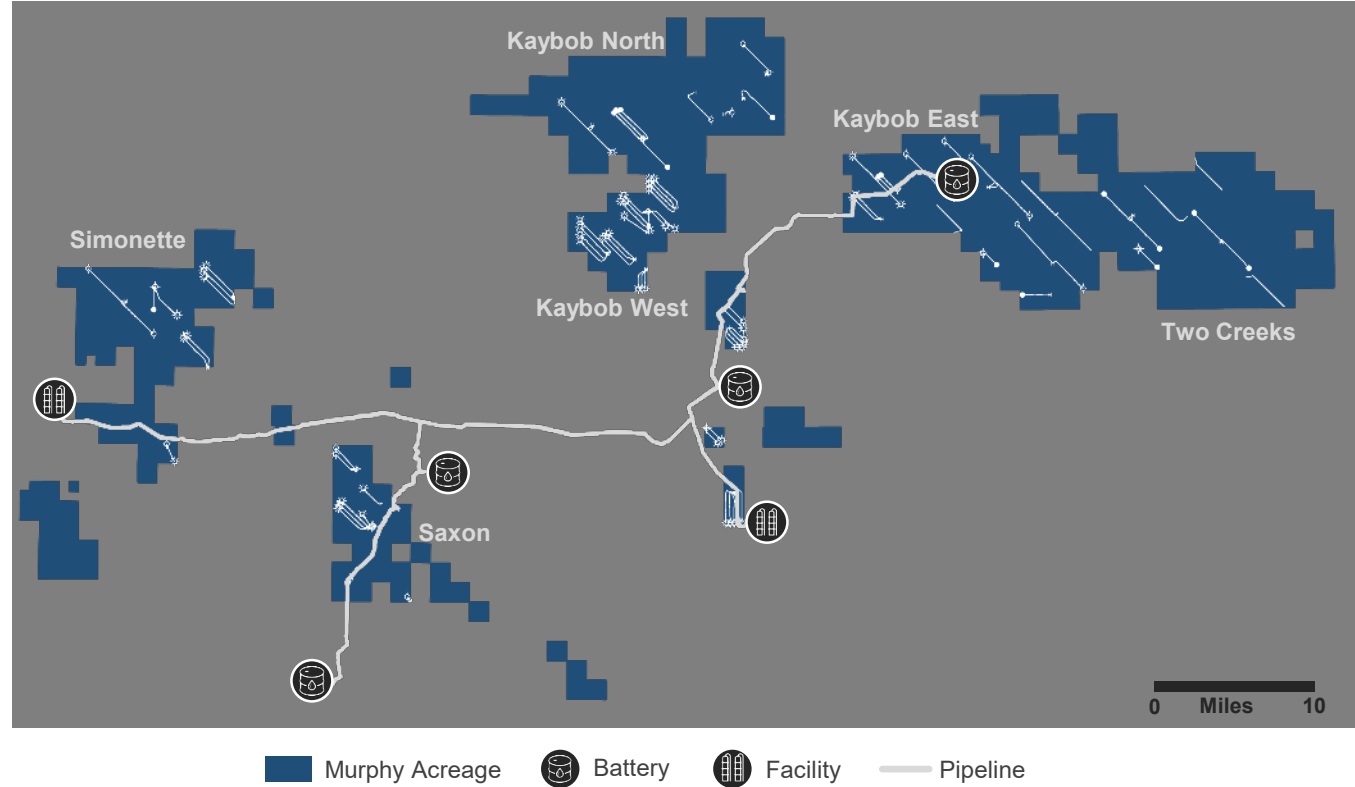 Kaybob North
Kaybob East
Simonette
Kaybob West
Two Creeks
Saxon
0 Miles 10
Murphy Acreage
Battery
Facility
Pipeline